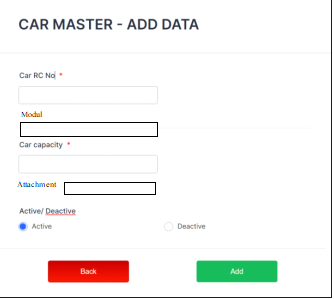 CAR MASTER - ADD DATA
Car RC No *
Modal
Car capacity *
Attachment
Active/ Deactive
Active Deactive
Back Add